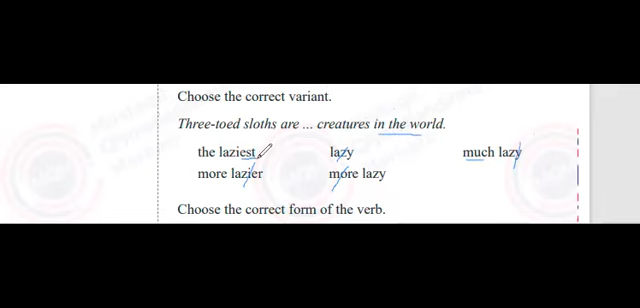 Choose the correct variant.
Three-toed sloths are ... creatures in the world.
the laziest lazy much lazy
more lazier more lazy
Choose the correct form of the verb.